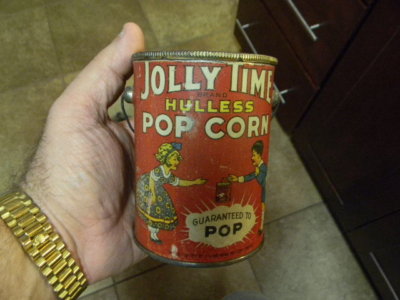 JOLLY TIME
BRAND
HULLESS
POP CORN
GUARANTEED TO
POP